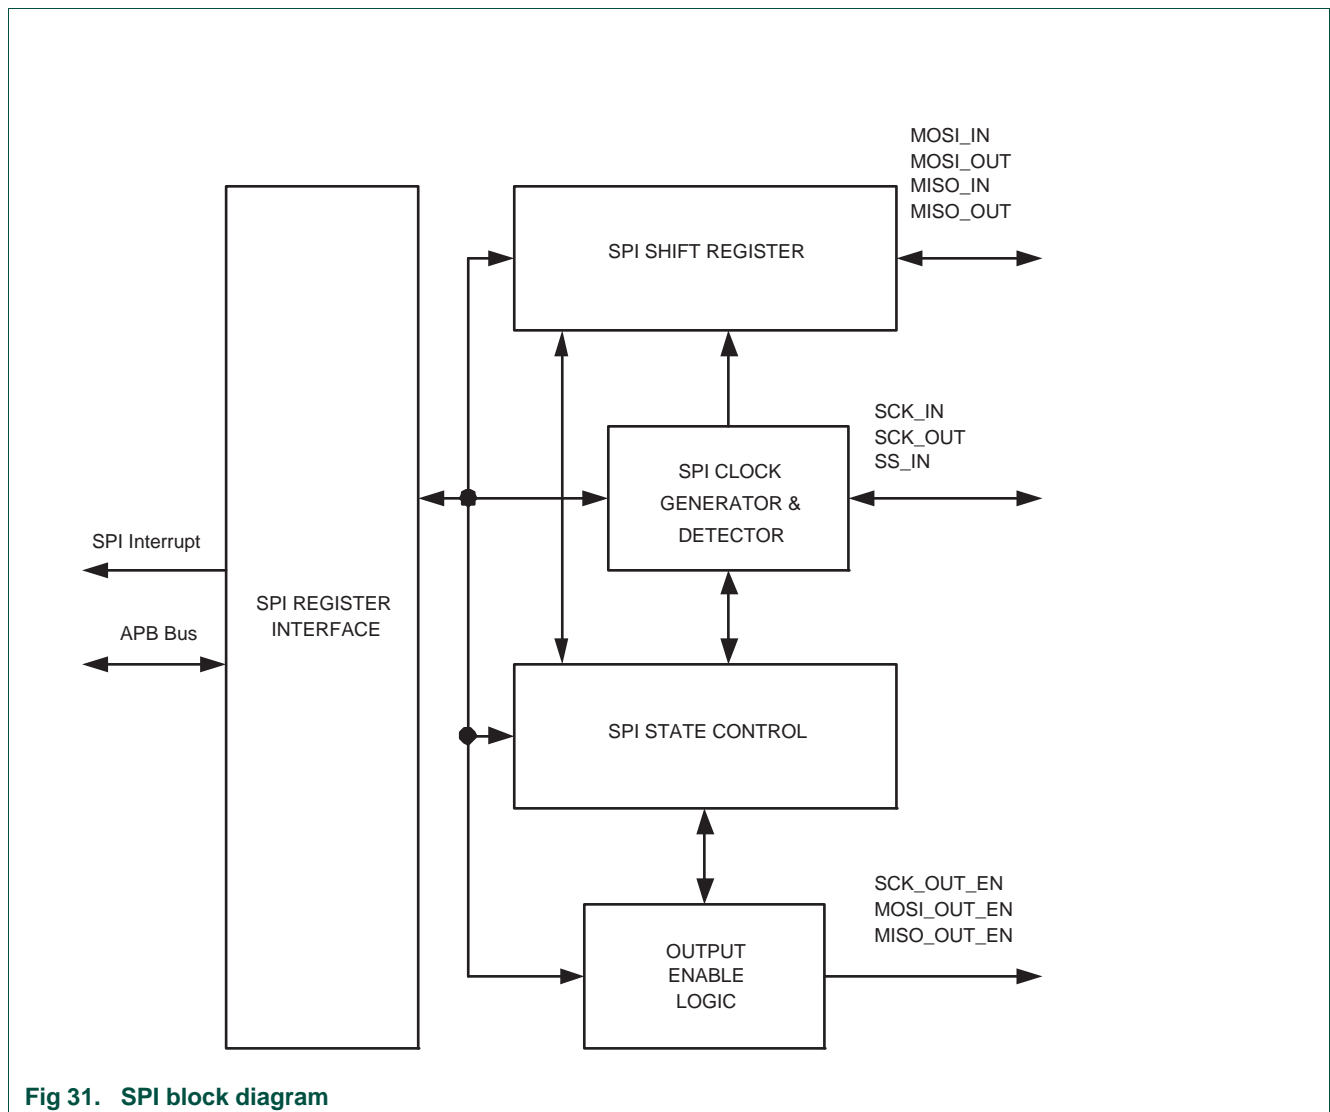 MOSI_IN
MOSI_OUT
MISO_IN
MISO_OUT
SPI SHIFT REGISTER
SCK_IN
SCK_OUT
SS_IN
SPI CLOCK
GENERATOR &
DETECTOR
SPI Interrupt
SPI REGISTER
INTERFACE
APB Bus
SPI STATE CONTROL
SCK_OUT_EN
MOSI_OUT_EN
MISO_OUT_EN
OUTPUT
ENABLE
LOGIC
Fig 31. SPI block diagram